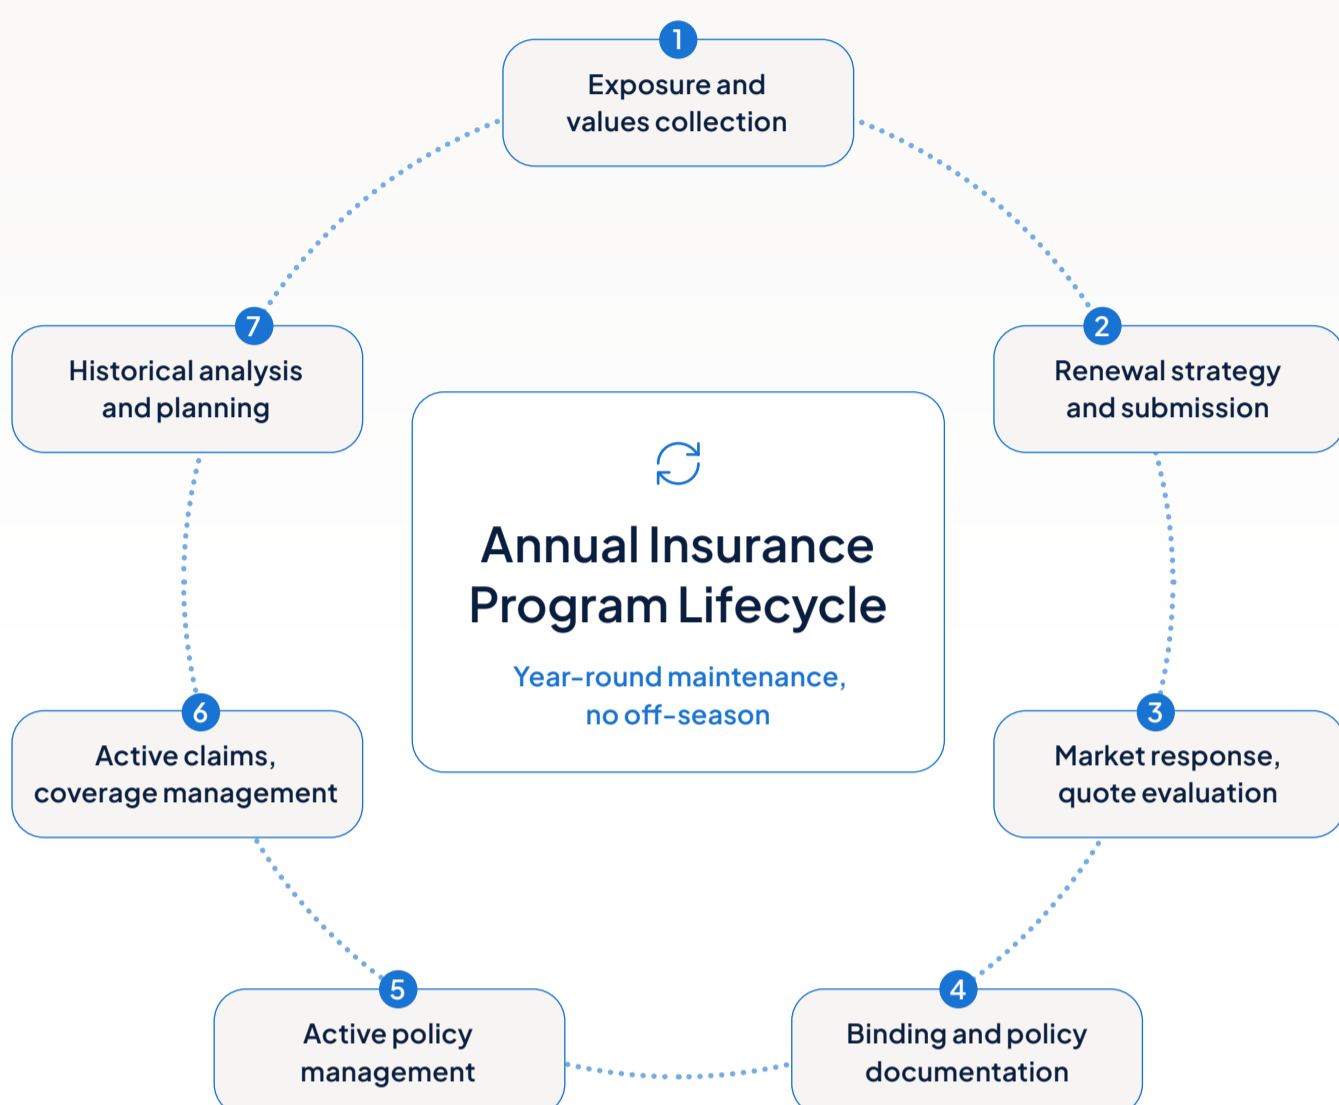 1
Exposure and
values collection
2
Renewal strategy
and submission
3
Market response,
quote evaluation
4
Binding and policy
documentation
5
Active policy
management
6
Active claims,
coverage management
7
Historical analysis
and planning
Annual Insurance
Program Lifecycle
Year-round maintenance,
no off-season